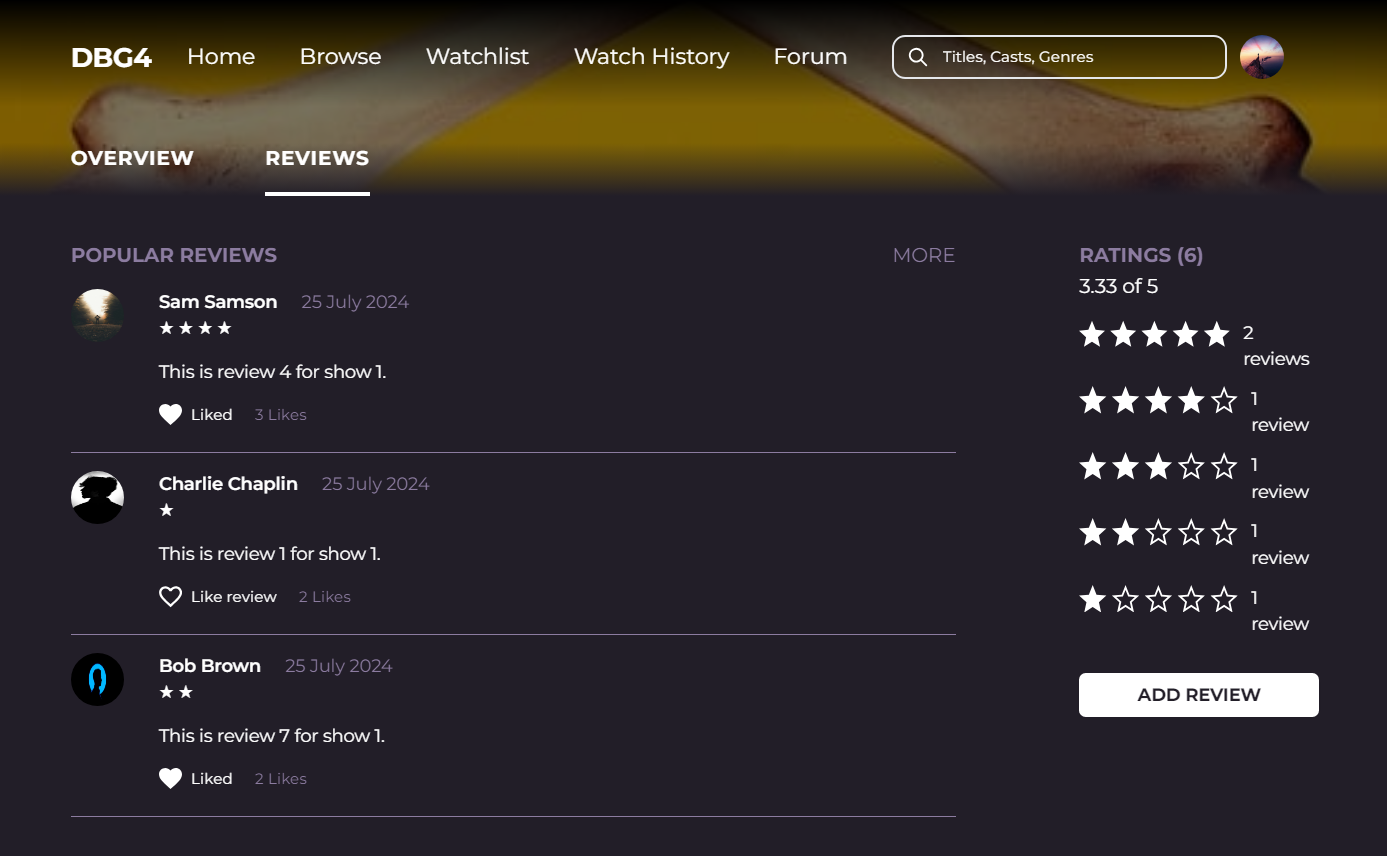 DBG4 Home Browse Watchlist Watch History Forum Titles, Casts, Genres
OVERVIEW REVIEWS
POPULAR REVIEWS MORE
Sam Samson 25 July 2024
This is review 4 for show 1.
Liked 3 Likes
Charlie Chaplin 25 July 2024
This is review 1 for show 1.
Like review 2 Likes
Bob Brown 25 July 2024
This is review 7 for show 1.
Liked 2 Likes
RATINGS (6)
3.33 of 5
2
reviews
1
review
1
review
1
review
1
review
ADD REVIEW